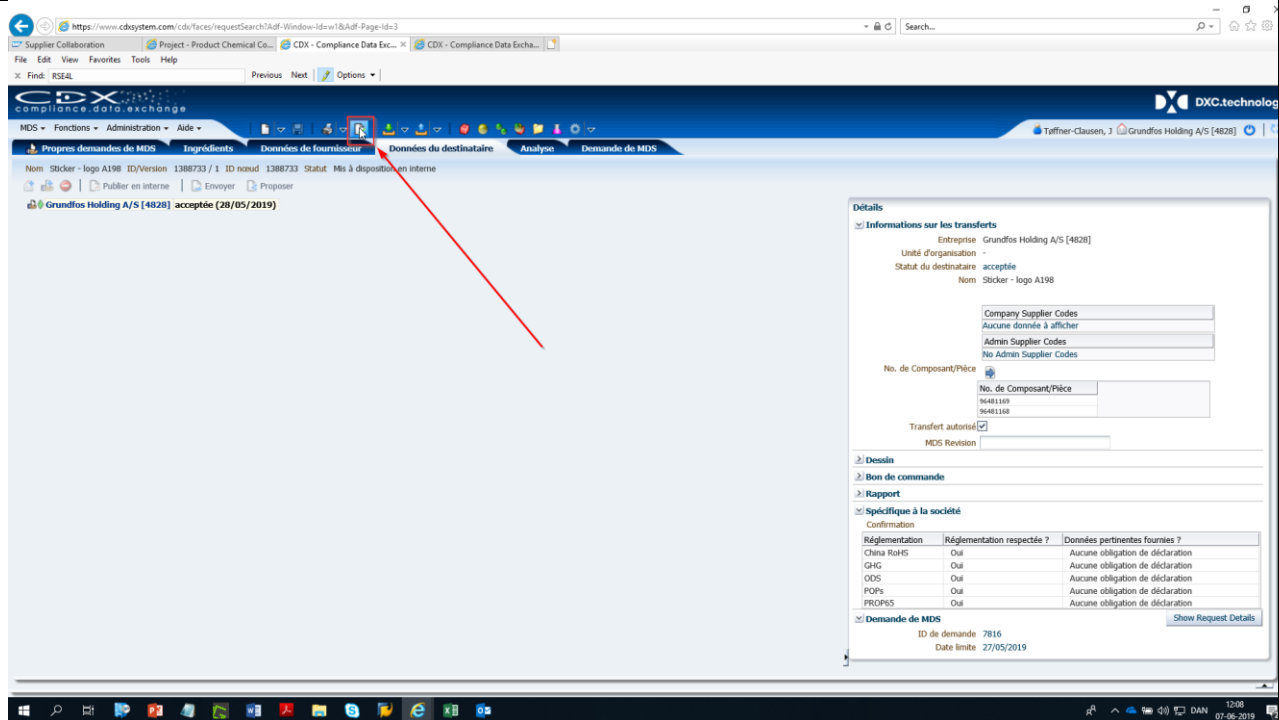 https://www.cdxsystem.com/cdx/faces/requestSearch?Adf-Window-Id=w1&Adf-Page-Id=3
Search...
Supplier Collaboration
Project - Product Chemical Co...
CDX - Compliance Data Exc...
CDX - Compliance Data Excha...
File Edit View Favorites Tools Help
× Find: RSE4L Previous Next Options
CDX
compliance.data.exchange
DXC.technolog
MDS Fonctions Administration Aide
Tøffner-Clausen, J Grundfos Holding A/S [4828]
Propres demandes de MDS Ingrédients Données de fournisseur Données du destinataire Analyse Demande de MDS
Nom Sticker - logo A198 ID/Version 1388733 / 1 ID nœud 1388733 Statut Mis à disposition en interne
Publier en interne Envoyer Proposer
Grundfos Holding A/S [4828] acceptée (28/05/2019)
Détails
Informations sur les transferts
Entreprise Grundfos Holding A/S [4828]
Unité d'organisation -
Statut du destinataire acceptée
Nom Sticker - logo A198
Company Supplier Codes
Aucune donnée à afficher
Admin Supplier Codes
No Admin Supplier Codes
No. de Composant/Pièce
No. de Composant/Pièce
96481169
96481168
Transfert autorisé
MDS Revision
Dessin
Bon de commande
Rapport
Spécifique à la société
Confirmation
Réglementation Réglementation respectée ? Données pertinentes fournies ?
China RoHS Oui Aucune obligation de déclaration
GHG Oui Aucune obligation de déclaration
ODS Oui Aucune obligation de déclaration
POPs Oui Aucune obligation de déclaration
PROP65 Oui Aucune obligation de déclaration
Demande de MDS Show Request Details
ID de demande 7816
Date limite 27/05/2019
DAN
12:08
07-06-2019